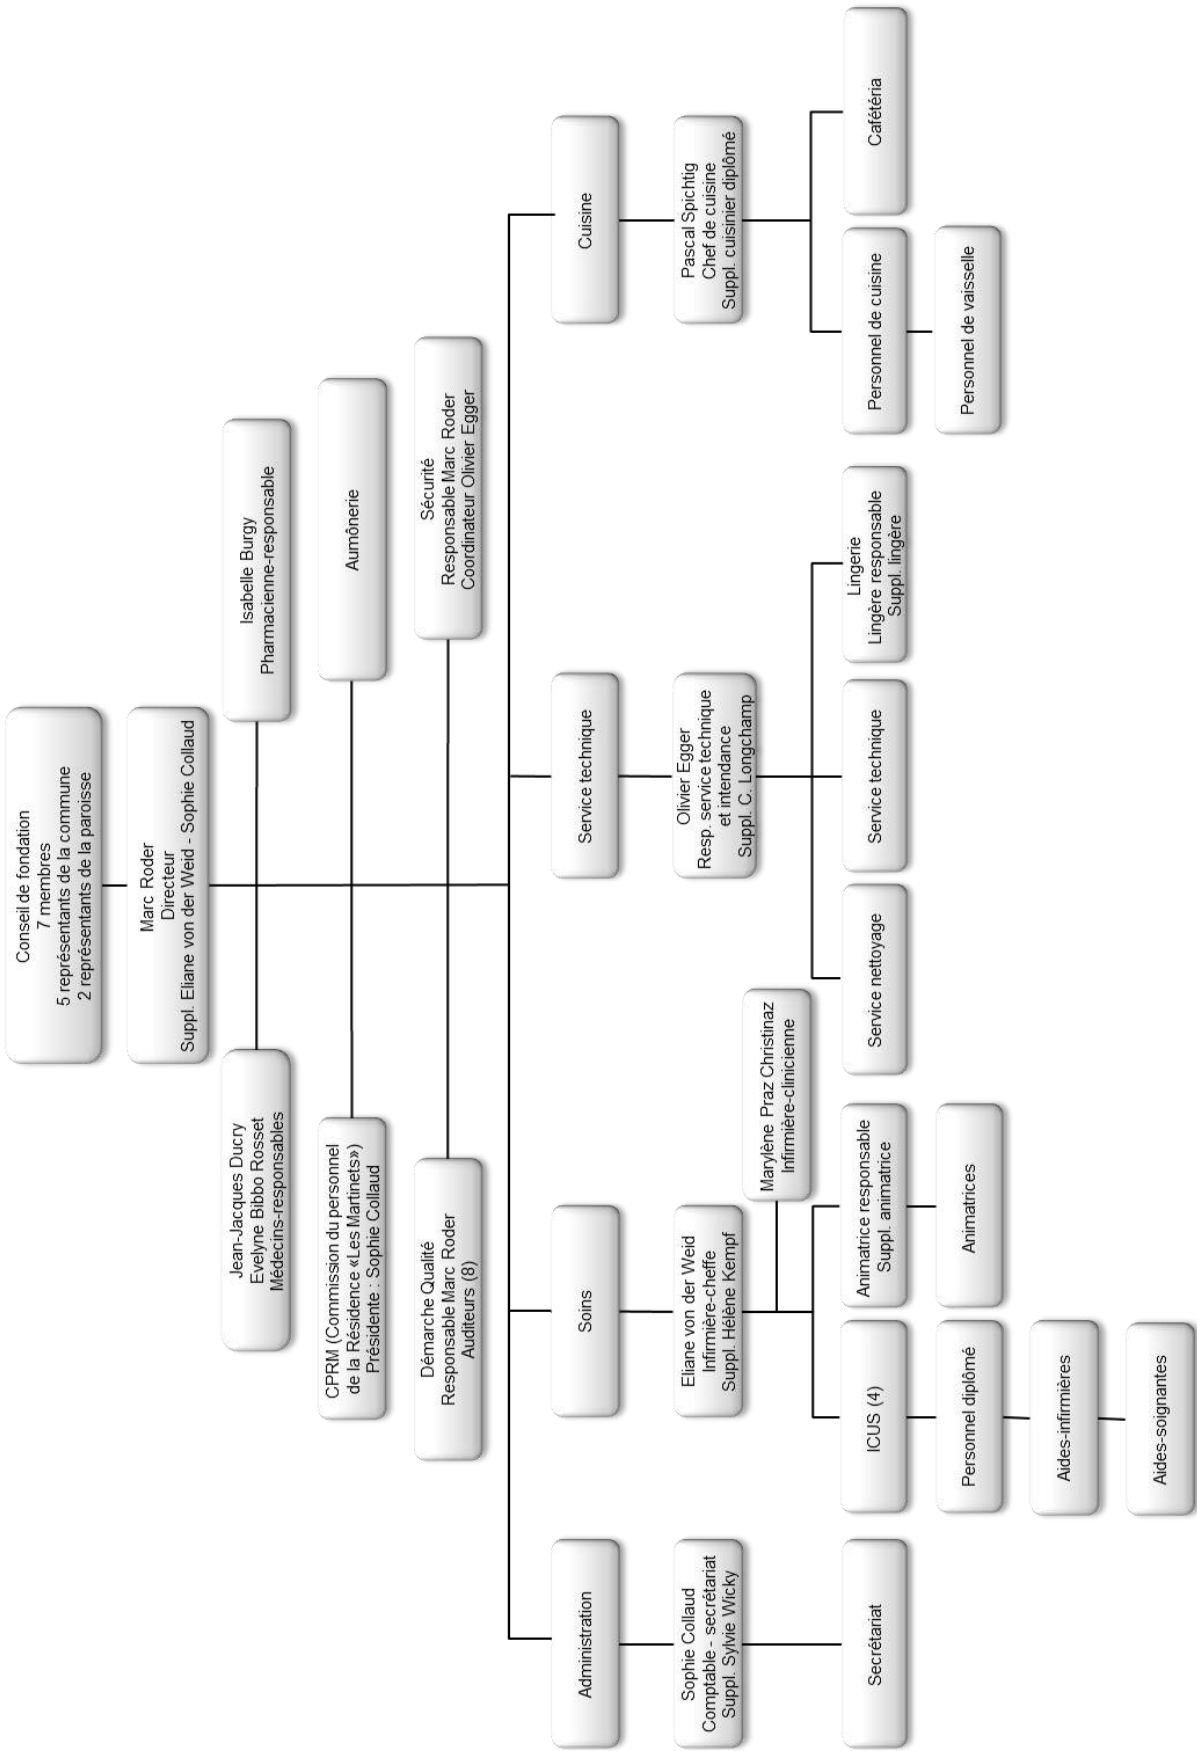 Conseil de fondation
7 membres
5 représentants de la commune
2 représentants de la paroisse
Marc Roder
Directeur
Suppl. Eliane von der Weid - Sophie Collaud
Jean-Jacques Ducry
Evelyne Bibbo Rosset
Médecins-responsables
Isabelle Burgy
Pharmacienne-responsable
CPRM (Commission du personnel
de la Résidence «Les Martinets»)
Présidente : Sophie Collaud
Aumônerie
Démarche Qualité
Responsable Marc Roder
Auditeurs (8)
Sécurité
Responsable Marc Roder
Coordinateur Olivier Egger
Administration
Soins
Service technique
Cuisine
Sophie Collaud
Comptable - secrétariat
Suppl. Sylvie Wicky
Eliane von der Weid
Infirmière-cheffe
Suppl. Hélène Kempf
Olivier Egger
Resp. service technique
et intendance
Suppl. C. Longchamp
Pascal Spichtig
Chef de cuisine
Suppl. cuisinier diplômé
Marylène Praz Christinaz
Infirmière-clinicienne
Secrétariat
ICUS (4)
Animatrice responsable
Suppl. animatrice
Service nettoyage
Service technique
Lingerie
Lingère responsable
Suppl. lingère
Personnel de cuisine
Cafétéria
Personnel diplômé
Animatrices
Personnel de vaisselle
Aides-infirmières
Aides-soignantes